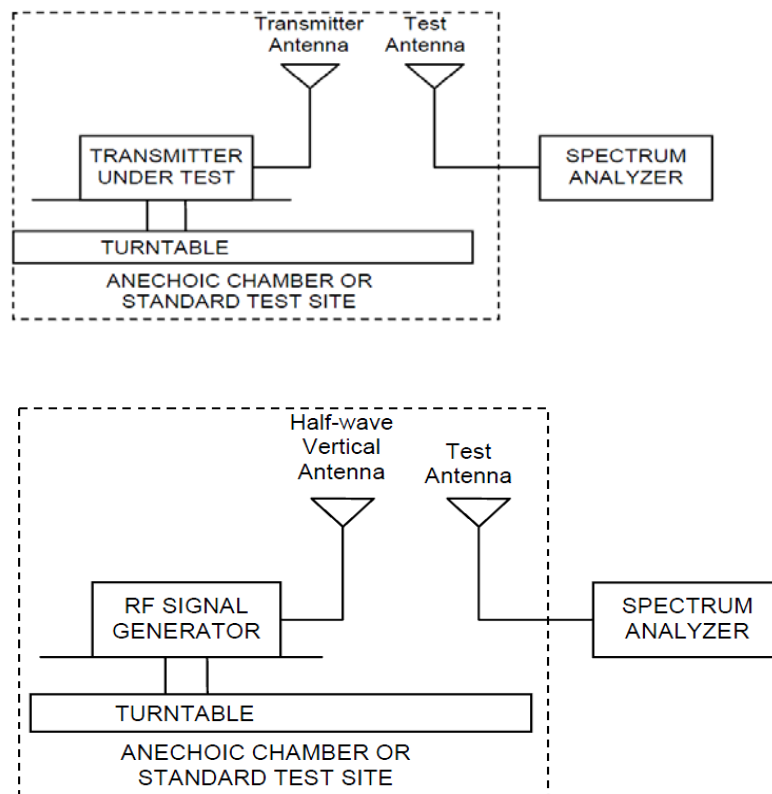 Transmitter
Antenna
Test
Antenna
TRANSMITTER
UNDER TEST
SPECTRUM
ANALYZER
TURNTABLE
ANECHOIC CHAMBER OR
STANDARD TEST SITE
Half-wave
Vertical
Antenna
Test
Antenna
RF SIGNAL
GENERATOR
SPECTRUM
ANALYZER
TURNTABLE
ANECHOIC CHAMBER OR
STANDARD TEST SITE